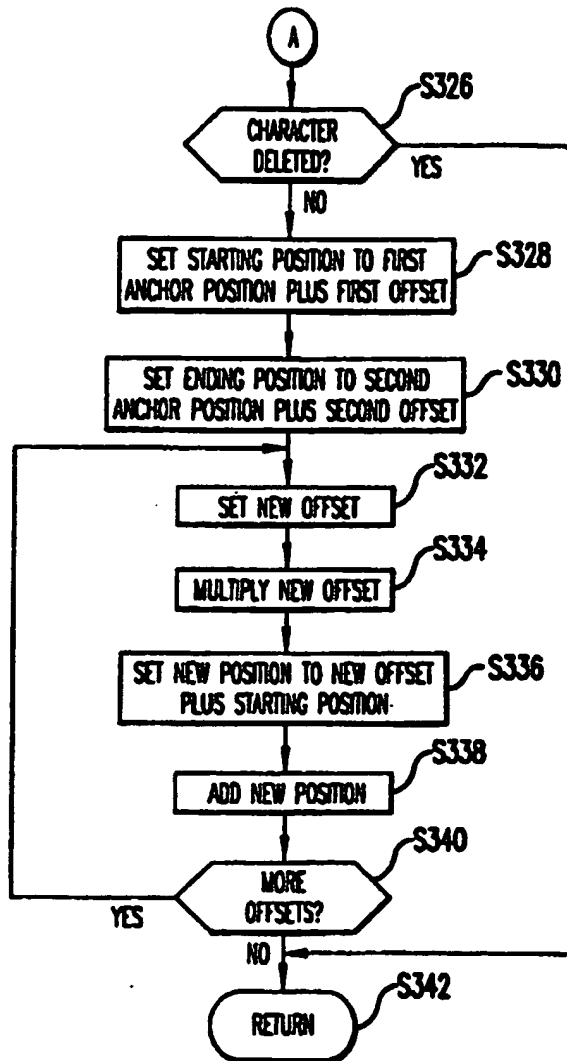 A
S326
CHARACTER
DELETED?
YES
NO
SET STARTING POSITION TO FIRST
ANCHOR POSITION PLUS FIRST OFFSET
S328
SET ENDING POSITION TO SECOND
ANCHOR POSITION PLUS SECOND OFFSET
S330
S332
SET NEW OFFSET
S334
MULTIPLY NEW OFFSET
SET NEW POSITION TO NEW OFFSET
PLUS STARTING POSITION
S336
S338
ADD NEW POSITION
S340
MORE
OFFSETS?
YES
NO
S342
RETURN